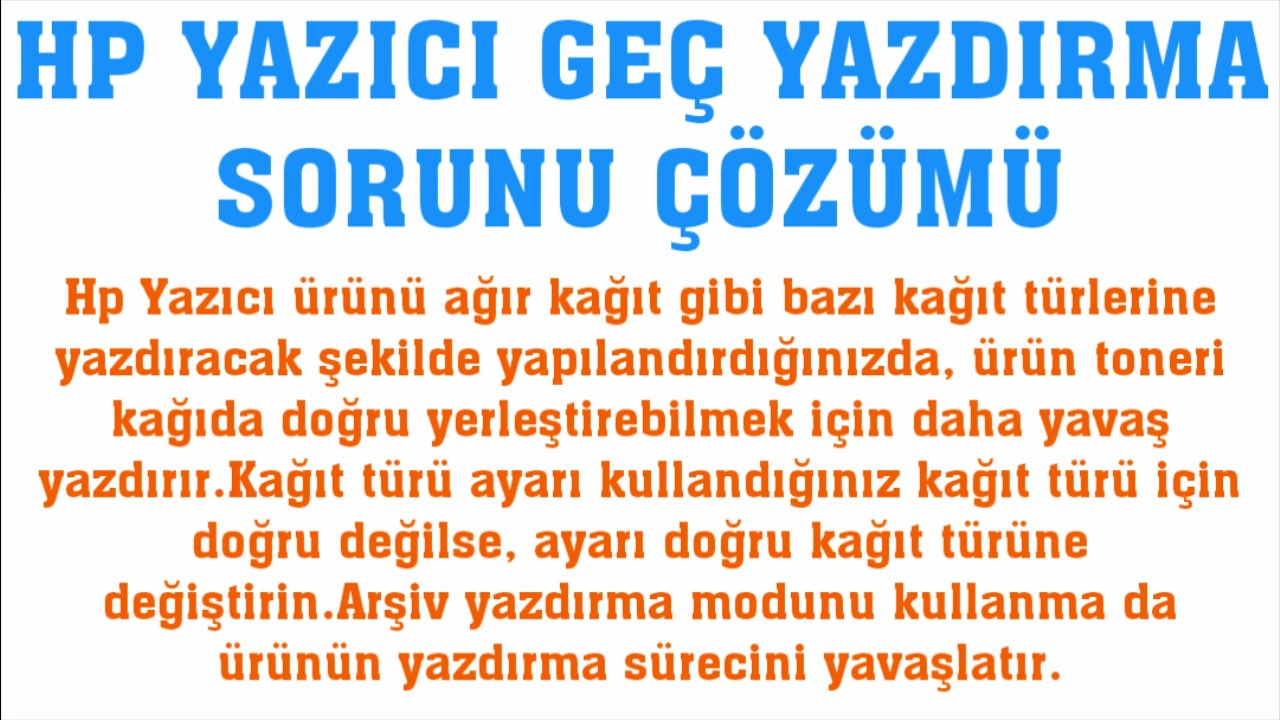 HP YAZICI GEÇ YAZDIRMA
SORUNU ÇÖZÜMÜ
Hp Yazıcı ürünü ağır kağıt gibi bazı kağıt türlerine
yazdıracak şekilde yapılandırdığınızda, ürün toneri
kağıda doğru yerleştirebilmek için daha yavaş
yazdırır.Kağıt türü ayarı kullandığınız kağıt türü için
doğru değilse, ayarı doğru kağıt türüne
değiştirin.Arşiv yazdırma modunu kullanma da
ürünün yazdırma sürecini yavaşlatır.